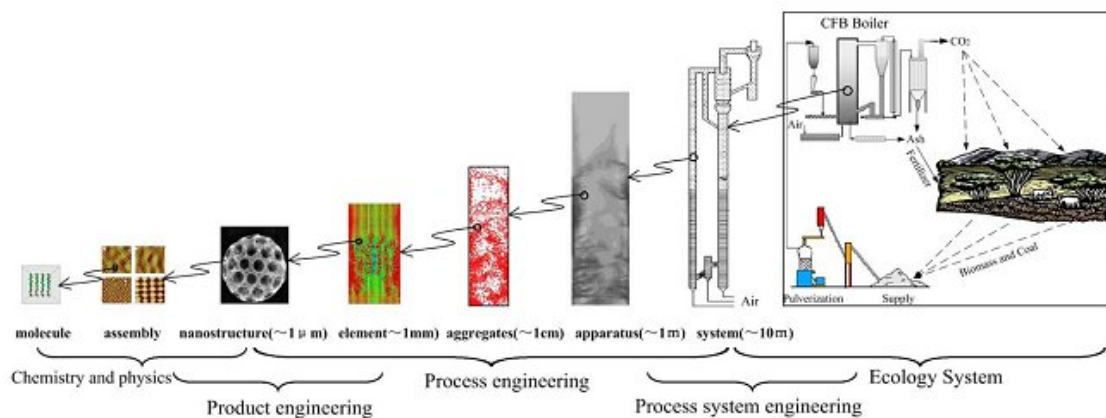 CFB Boiler
CO₂
Air
Ash
Fertilizer
Biomass and Coal
Pulverization
Supply
Air
molecule
assembly
nanostructure(~1μm)
element~1mm)
aggregates(~1cm)
apparatus(~1m)
system(~10m)
Chemistry and physics
Process engineering
Ecology System
Product engineering
Process system engineering